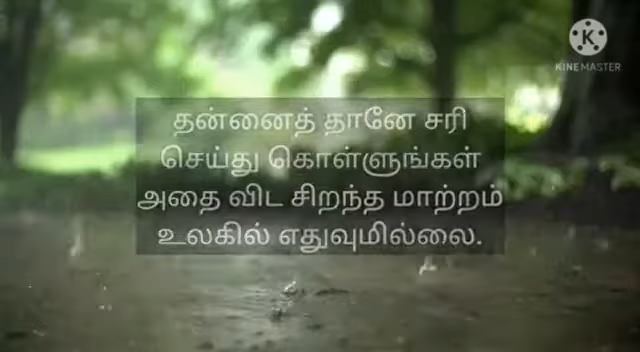 KINEMASTER
தன்னைத் தானே சரி
செய்து கொள்ளுங்கள்
அதை விட சிறந்த மாற்றம்
உலகில் எதுவுமில்லை.